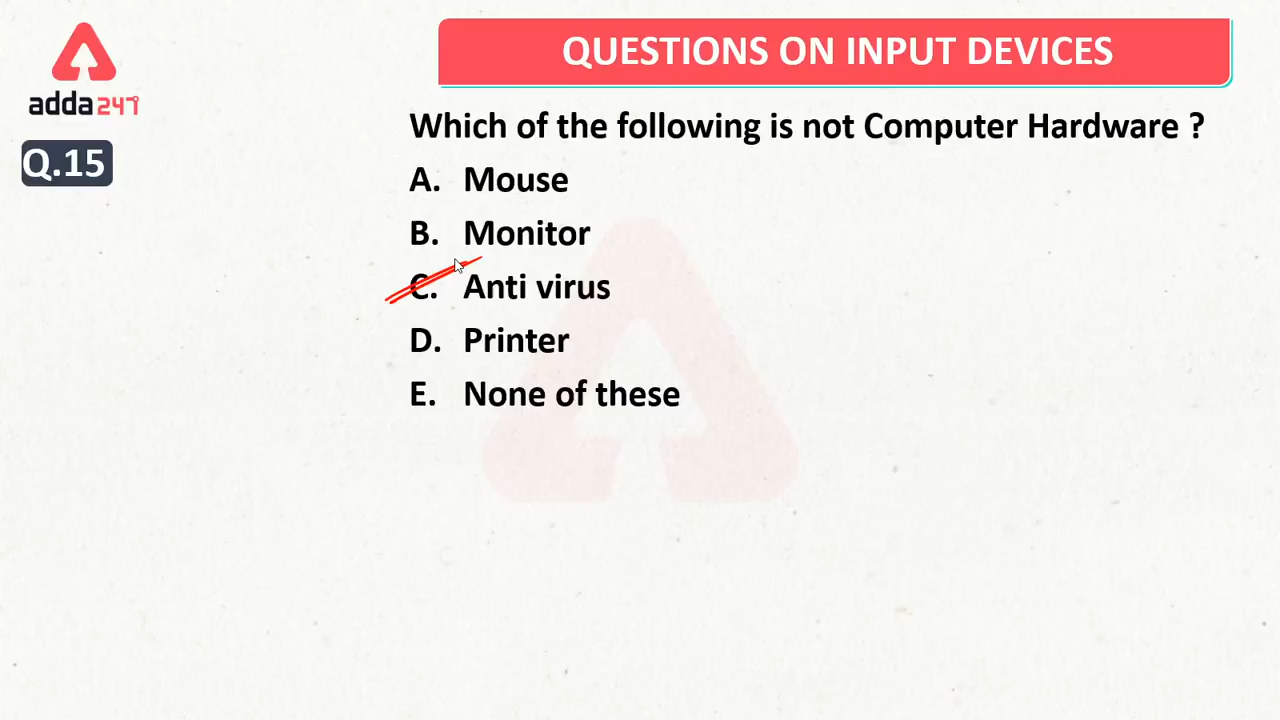 adda247
QUESTIONS ON INPUT DEVICES
Q.15
Which of the following is not Computer Hardware ?
A. Mouse
B. Monitor
C. Anti virus
D. Printer
E. None of these